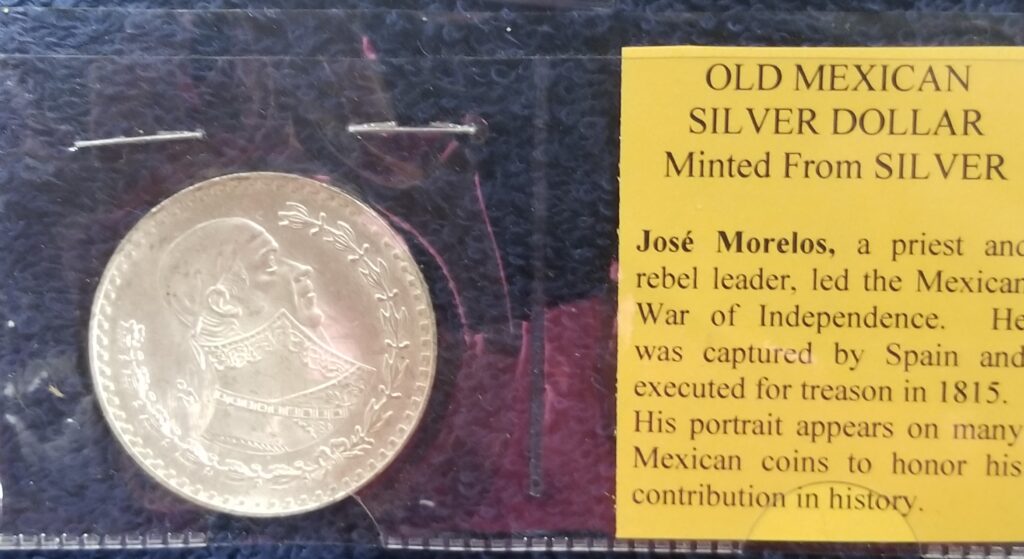 OLD MEXICAN
SILVER DOLLAR
Minted From SILVER
José Morelos, a priest and
rebel leader, led the Mexican
War of Independence. He
was captured by Spain and
executed for treason in 1815.
His portrait appears on many
Mexican coins to honor his
contribution in history.